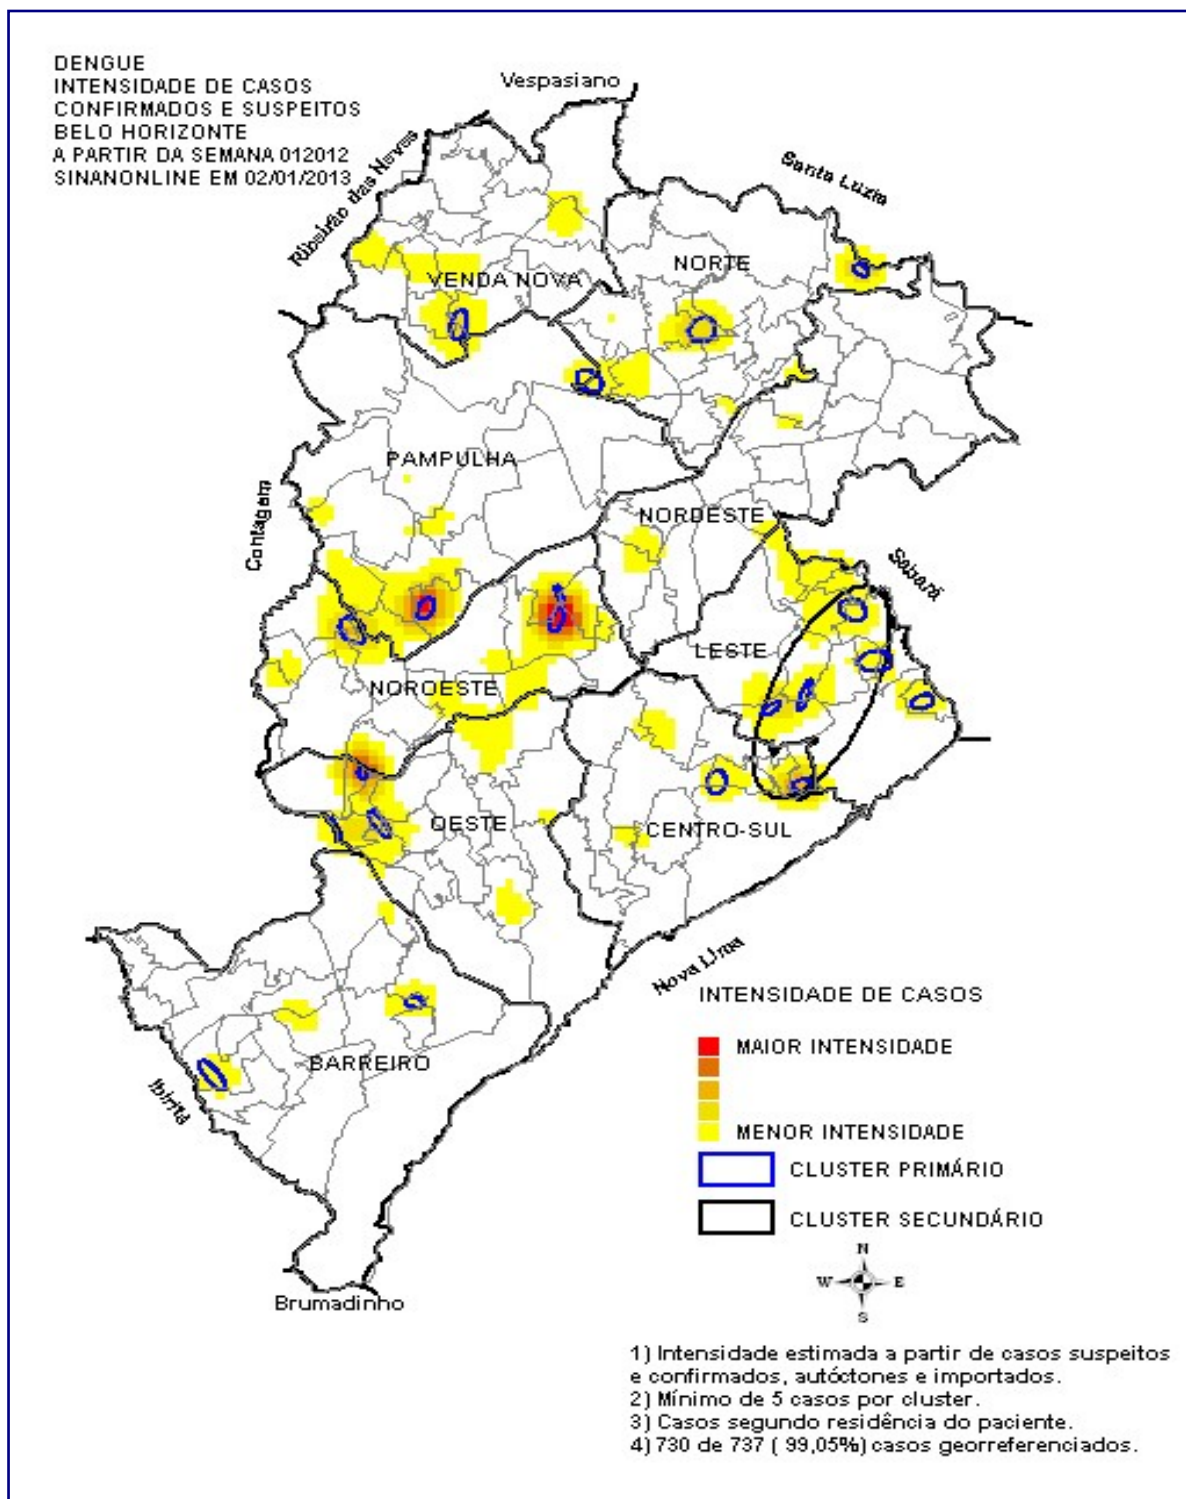 DENGUE
INTENSIDADE DE CASOS
CONFIRMADOS E SUSPEITOS
BELO HORIZONTE
A PARTIR DA SEMANA 012012
SINANONLINE EM 02/01/2013
Vespasiano
Ribeirão das Neves
Santa Luzia
NORTE
VENDA NOVA
PAMPULHA
Contagem
NORDESTE
Sabará
LESTE
NOROESTE
OESTE
CENTRO-SUL
Nova Lima
BARREIRO
Ibirité
Brumadinho
INTENSIDADE DE CASOS
MAIOR INTENSIDADE
MENOR INTENSIDADE
CLUSTER PRIMÁRIO
CLUSTER SECUNDÁRIO
N
W E
S
1) Intensidade estimada a partir de casos suspeitos
e confirmados, autóctones e importados.
2) Mínimo de 5 casos por cluster.
3) Casos segundo residência do paciente.
4) 730 de 737 ( 99,05%) casos georreferenciados.